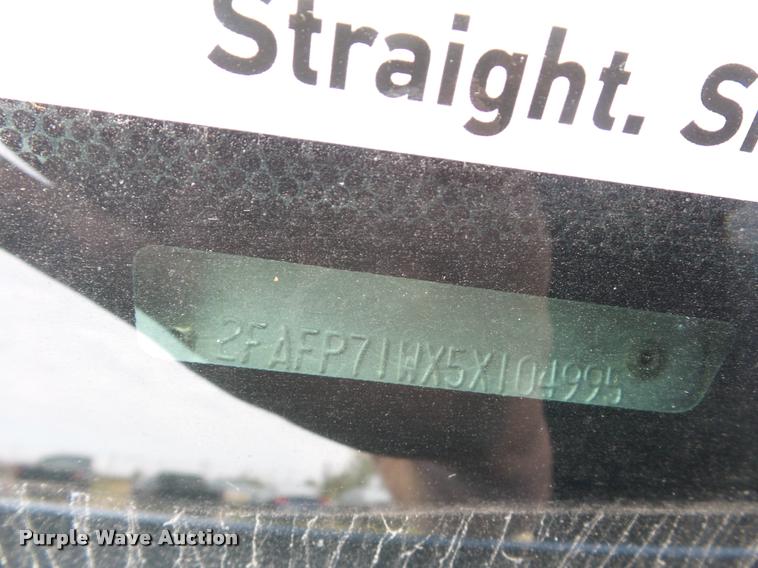 Straight. S
2FAFP71WX5X104995
Purple Wave Auction